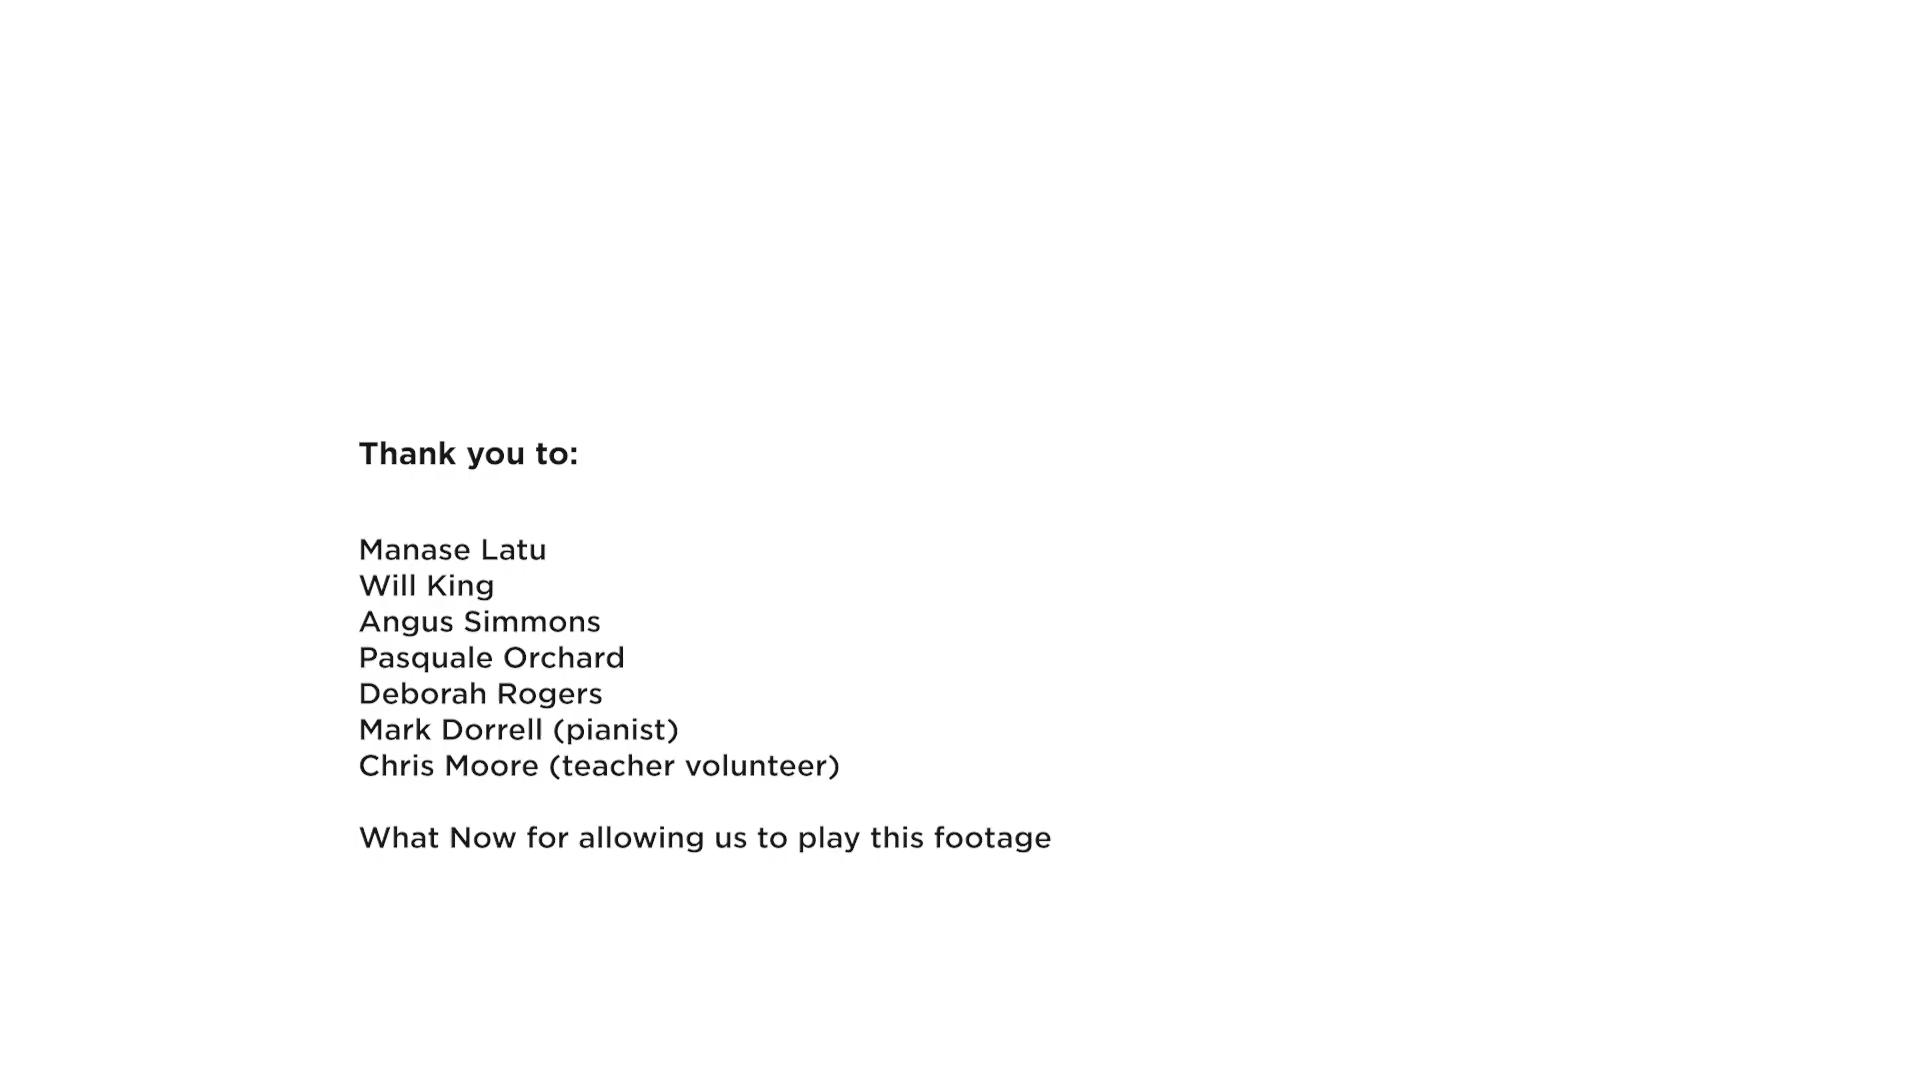 Thank you to:
Manase Latu
Will King
Angus Simmons
Pasquale Orchard
Deborah Rogers
Mark Dorrell (pianist)
Chris Moore (teacher volunteer)
What Now for allowing us to play this footage